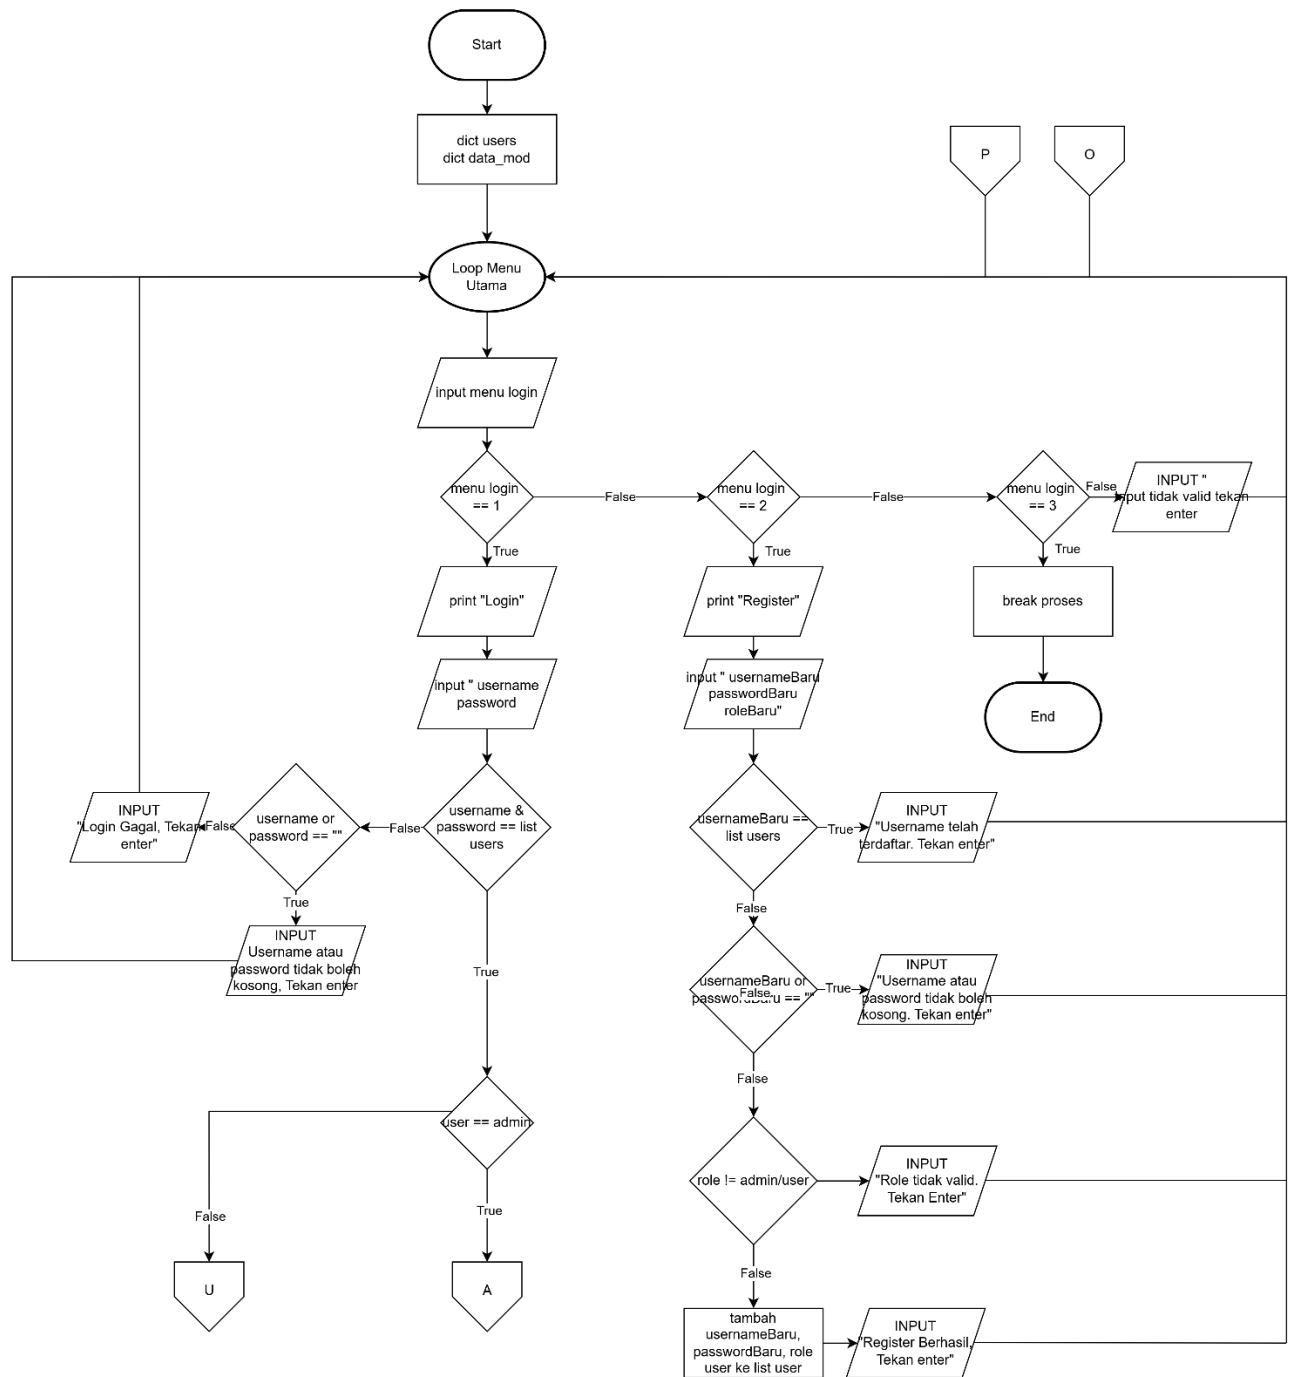 Start
dict users
dict data_mod
P
O
Loop Menu
Utama
input menu login
menu login
== 1
False
menu login
== 2
False
menu login
== 3
False
INPUT "
Input tidak valid tekan
enter
True
True
True
print "Login"
print "Register"
break proses
input " username
password
input " usernameBaru
passwordBaru
roleBaru"
End
INPUT
"Login Gagal, Tekan
enter"
False
username or
password == ""
False
username &
password == list
users
usernameBaru ==
list users
True
INPUT
"Username telah
terdaftar. Tekan enter"
True
False
INPUT
Username atau
password tidak boleh
kosong, Tekan enter
True
usernameBaru or
passwordBaru == ""
False
True
INPUT
"Username atau
password tidak boleh
kosong. Tekan enter"
False
user == admin
role != admin/user
INPUT
"Role tidak valid.
Tekan Enter"
False
True
False
U
A
tambah
usernameBaru,
passwordBaru, role
user ke list user
INPUT
"Register Berhasil,
Tekan enter"